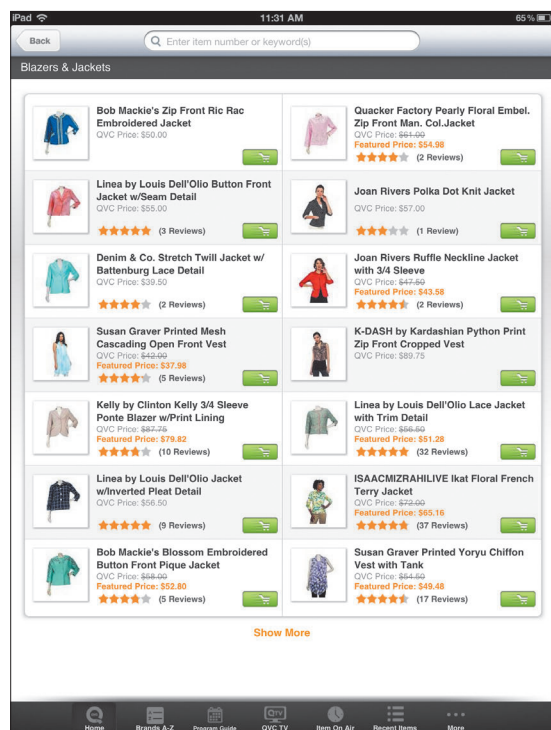 iPad 11:31 AM 65%
Back Enter item number or keyword(s)
Blazers & Jackets
Bob Mackie's Zip Front Ric Rac
Embroidered Jacket
QVC Price: $50.00
Quacker Factory Pearly Floral Embel.
Zip Front Man. Col.Jacket
QVC Price: $61.00
Featured Price: $54.98
(2 Reviews)
Linea by Louis Dell'Olio Button Front
Jacket w/Seam Detail
QVC Price: $55.00
(3 Reviews)
Joan Rivers Polka Dot Knit Jacket
QVC Price: $57.00
(1 Review)
Denim & Co. Stretch Twill Jacket w/
Battenburg Lace Detail
QVC Price: $39.50
(2 Reviews)
Joan Rivers Ruffle Neckline Jacket
with 3/4 Sleeve
QVC Price: $47.50
Featured Price: $43.58
(2 Reviews)
Susan Graver Printed Mesh
Cascading Open Front Vest
QVC Price: $42.00
Featured Price: $37.98
(5 Reviews)
K-DASH by Kardashian Python Print
Zip Front Cropped Vest
QVC Price: $89.75
Kelly by Clinton Kelly 3/4 Sleeve
Ponte Blazer w/Print Lining
QVC Price: $87.75
Featured Price: $79.82
(10 Reviews)
Linea by Louis Dell'Olio Lace Jacket
with Trim Detail
QVC Price: $56.50
Featured Price: $51.28
(32 Reviews)
Linea by Louis Dell'Olio Jacket
w/Inverted Pleat Detail
QVC Price: $56.50
(9 Reviews)
ISAACMIZRAHILIVE Ikat Floral French
Terry Jacket
QVC Price: $72.00
Featured Price: $65.16
(37 Reviews)
Bob Mackie's Blossom Embroidered
Button Front Pique Jacket
QVC Price: $58.00
Featured Price: $52.80
(5 Reviews)
Susan Graver Printed Yoryu Chiffon
Vest with Tank
QVC Price: $54.50
Featured Price: $49.48
(17 Reviews)
Show More
Home Brands A-Z Program Guide QVC TV Item On Air Recent Items More